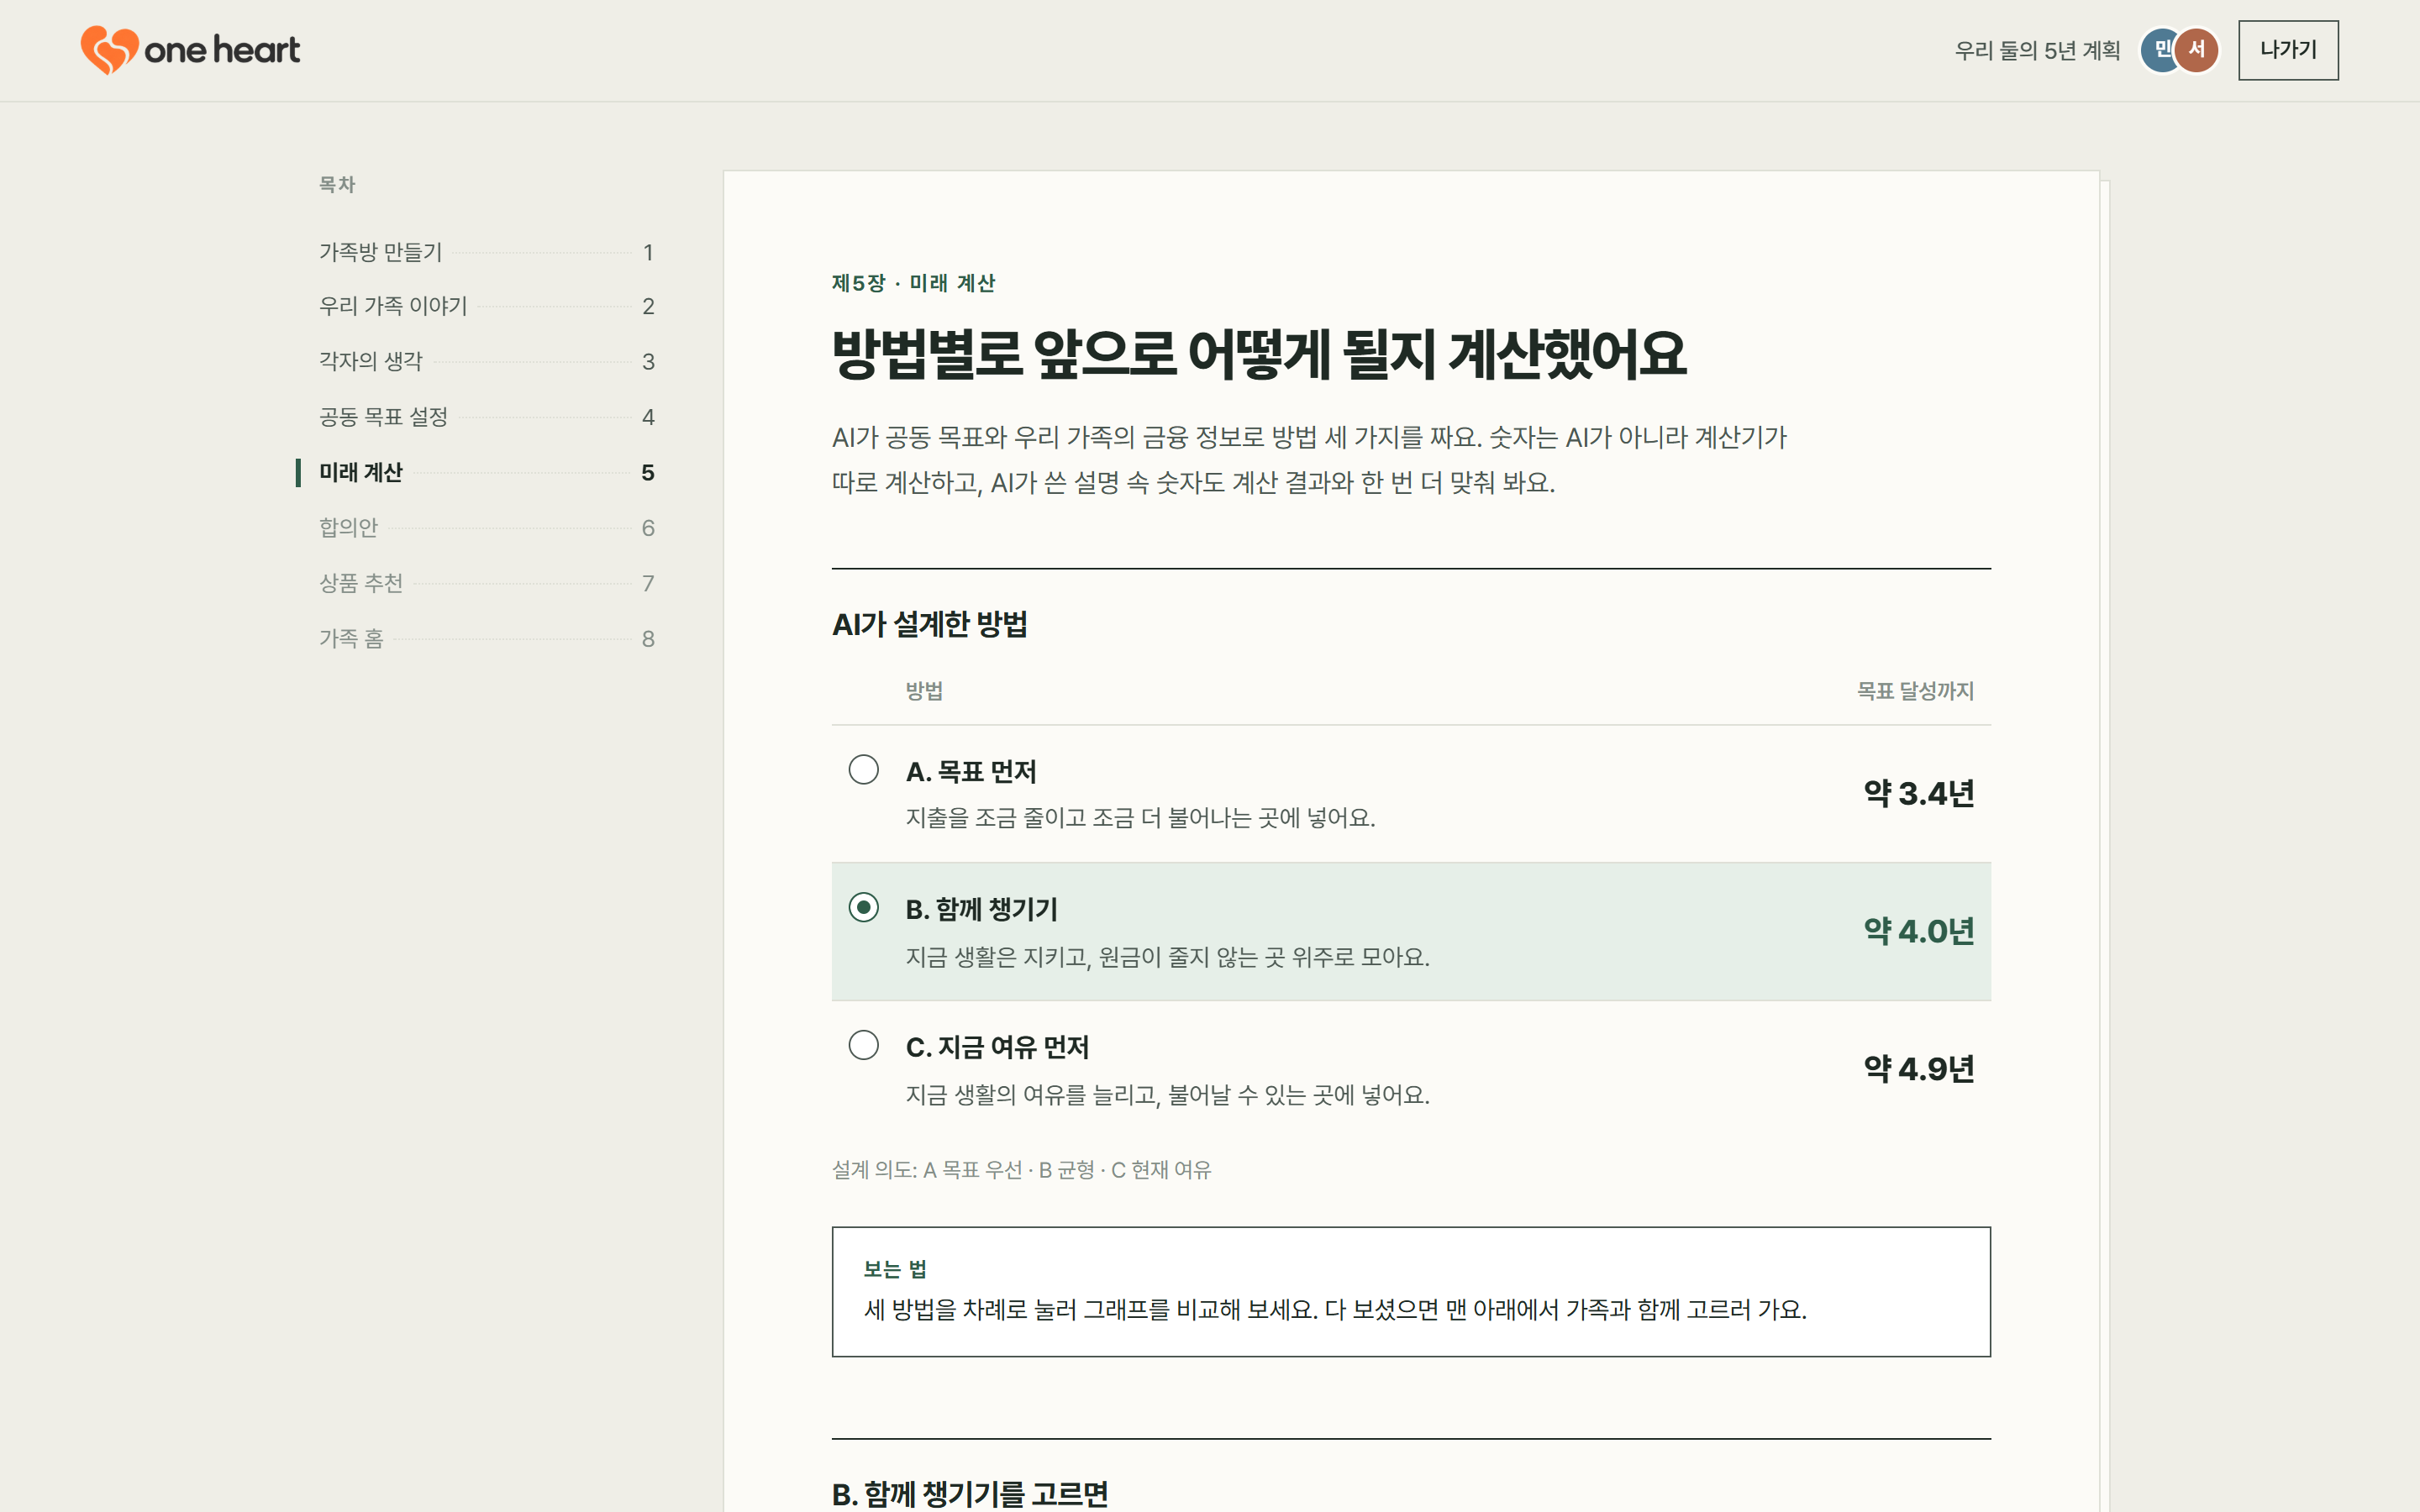 one heart
우리 둘의 5년 계획
민
서
나가기
목차
가족방 만들기 1
우리 가족 이야기 2
각자의 생각 3
공동 목표 설정 4
미래 계산 5
합의안 6
상품 추천 7
가족 홈 8
제5장 · 미래 계산
방법별로 앞으로 어떻게 될지 계산했어요
AI가 공동 목표와 우리 가족의 금융 정보로 방법 세 가지를 짜요. 숫자는 AI가 아니라 계산기가
따로 계산하고, AI가 쓴 설명 속 숫자도 계산 결과와 한 번 더 맞춰 봐요.
AI가 설계한 방법
방법 목표 달성까지
A. 목표 먼저
지출을 조금 줄이고 조금 더 불어나는 곳에 넣어요.
약 3.4년
B. 함께 챙기기
지금 생활은 지키고, 원금이 줄지 않는 곳 위주로 모아요.
약 4.0년
C. 지금 여유 먼저
지금 생활의 여유를 늘리고, 불어날 수 있는 곳에 넣어요.
약 4.9년
설계 의도: A 목표 우선 · B 균형 · C 현재 여유
보는 법
세 방법을 차례로 눌러 그래프를 비교해 보세요. 다 보셨으면 맨 아래에서 가족과 함께 고르러 가요.
B. 함께 챙기기를 고르면